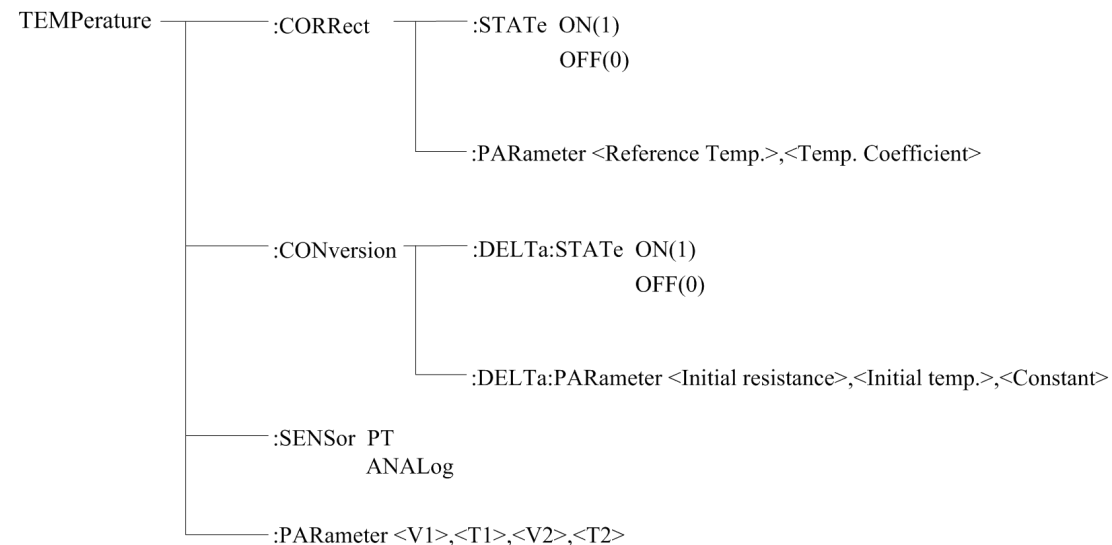 TEMPerature :CORRect :STATe ON(1)
OFF(0)
:PARameter <Reference Temp.>,<Temp. Coefficient>
:CONversion :DELTa:STATe ON(1)
OFF(0)
:DELTa:PARameter <Initial resistance>,<Initial temp.>,<Constant>
:SENSor PT
ANALog
:PARameter <V1>,<T1>,<V2>,<T2>